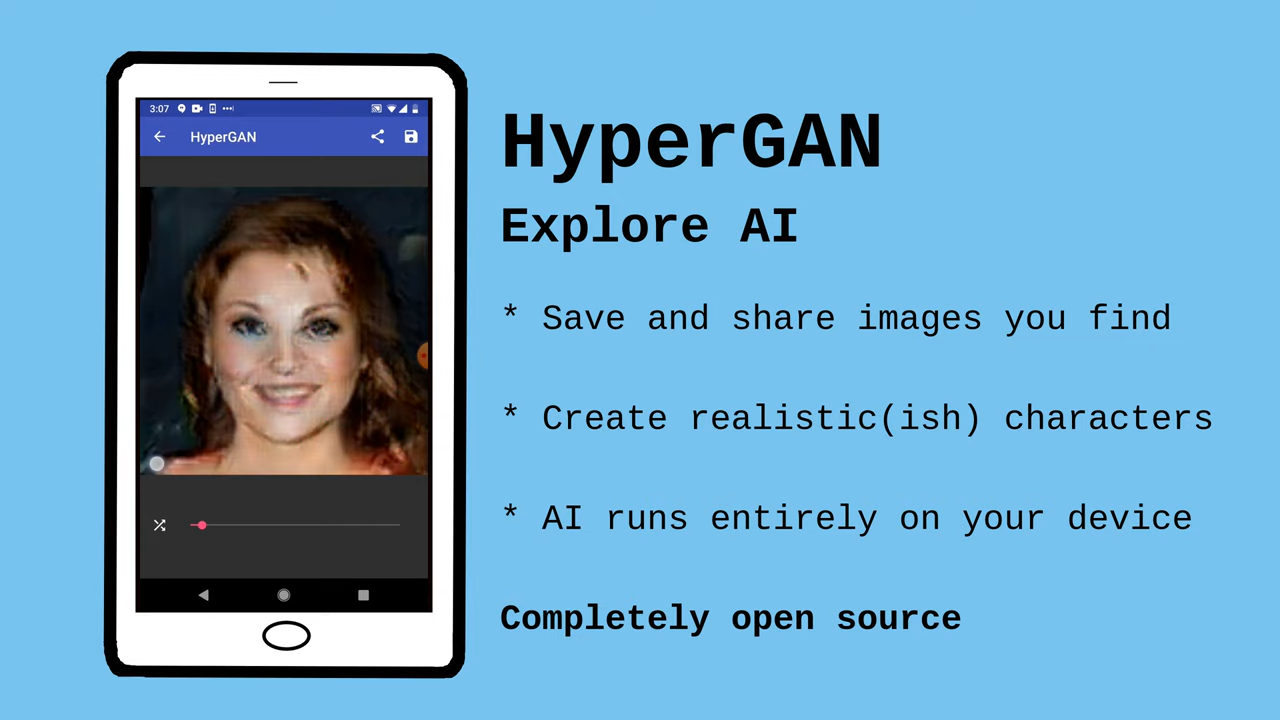 3:07
HyperGAN
HyperGAN
Explore AI
* Save and share images you find
* Create realistic(ish) characters
* AI runs entirely on your device
Completely open source